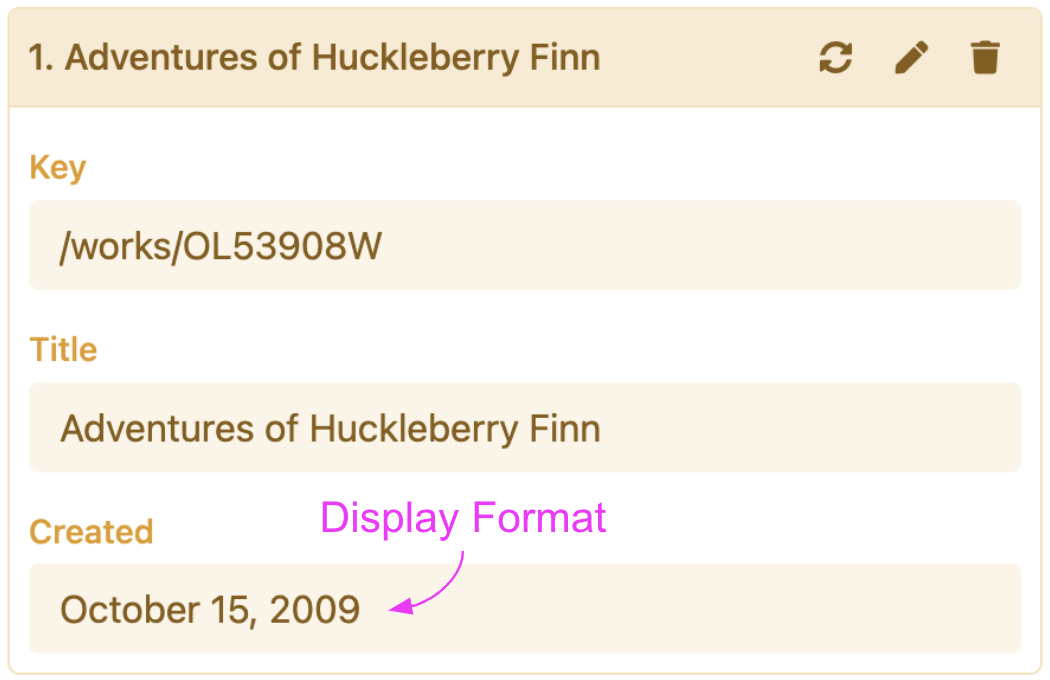 1. Adventures of Huckleberry Finn
Key
/works/OL53908W
Title
Adventures of Huckleberry Finn
Display Format
Created
October 15, 2009